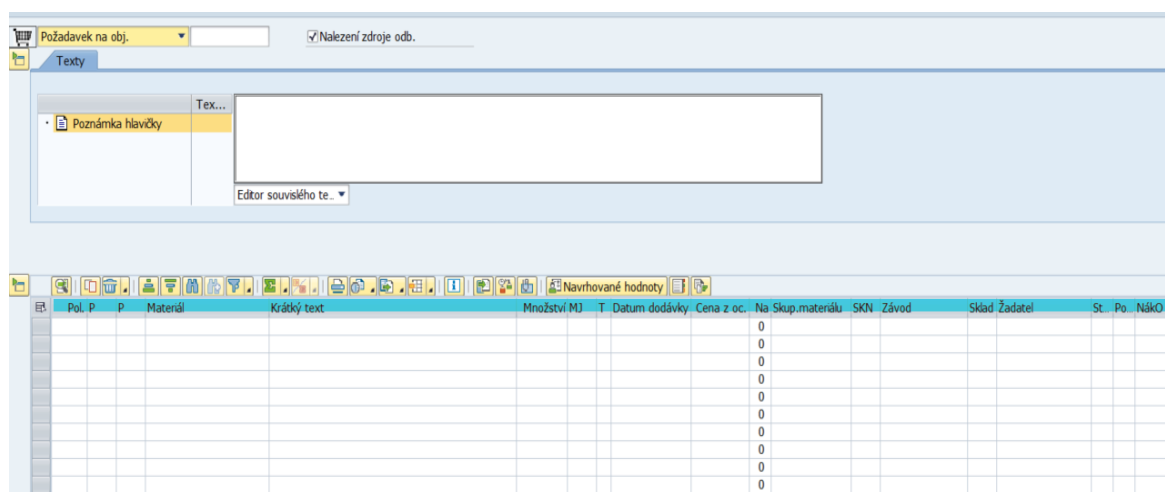 Požadavek na obj. Nalezení zdroje odb.
Texty
Tex...
Poznámka hlavičky
Editor souvislého te..
Navrhované hodnoty
Pol. P P Materiál Krátký text Množství MJ T Datum dodávky Cena z oc. Na Skup.materiálu SKN Závod Sklad Žadatel St.. Po.. NákO
0
0
0
0
0
0
0
0
0
0